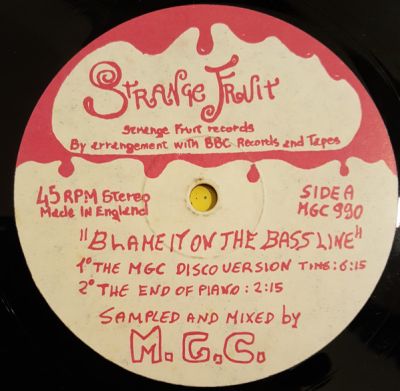 STRANGE FRUIT
Strange Fruit records
By arrangement with BBC Records and Tapes
45 RPM Stereo
Made In England
SIDE A
MGC 990
"BLAME IT ON THE BASSLINE"
1° THE MGC DISCO VERSION TIME: 6:15
2° THE END OF PIANO: 2:15
SAMPLED AND MIXED by
M.G.C.